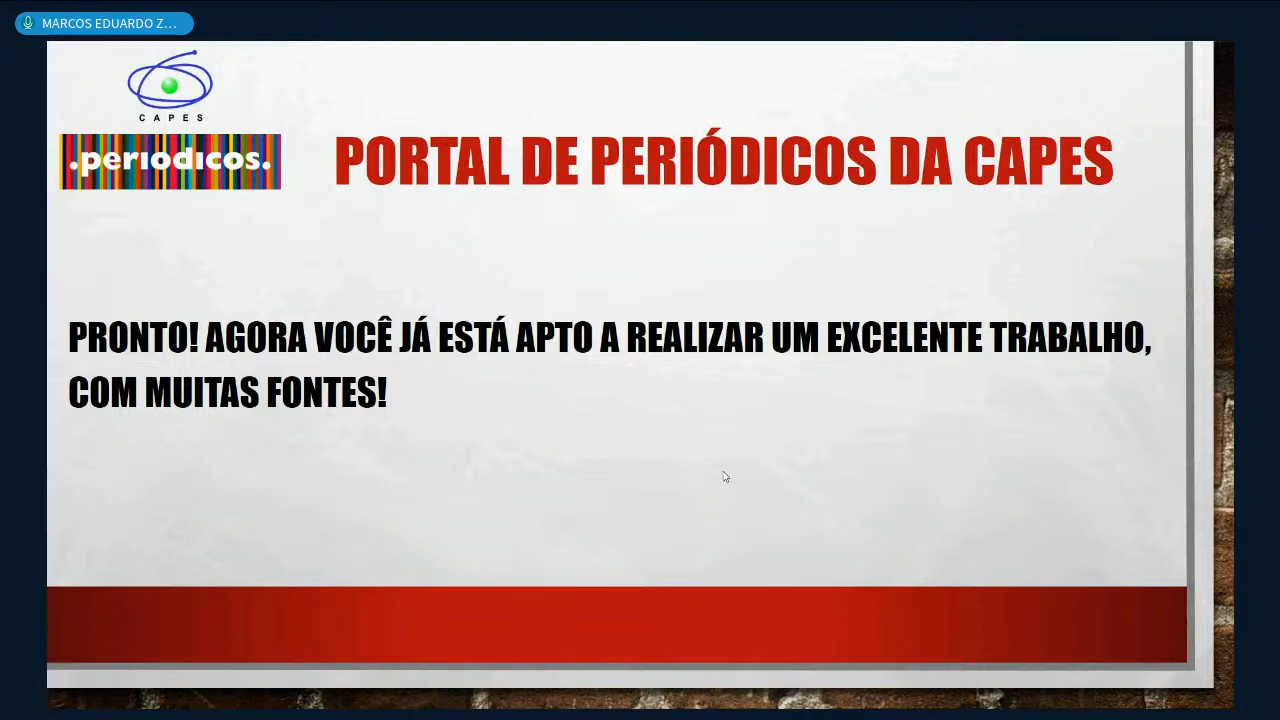 MARCOS EDUARDO Z...
CAPES
.periodicos.
PORTAL DE PERIÓDICOS DA CAPES
PRONTO! AGORA VOCÊ JÁ ESTÁ APTO A REALIZAR UM EXCELENTE TRABALHO,
COM MUITAS FONTES!